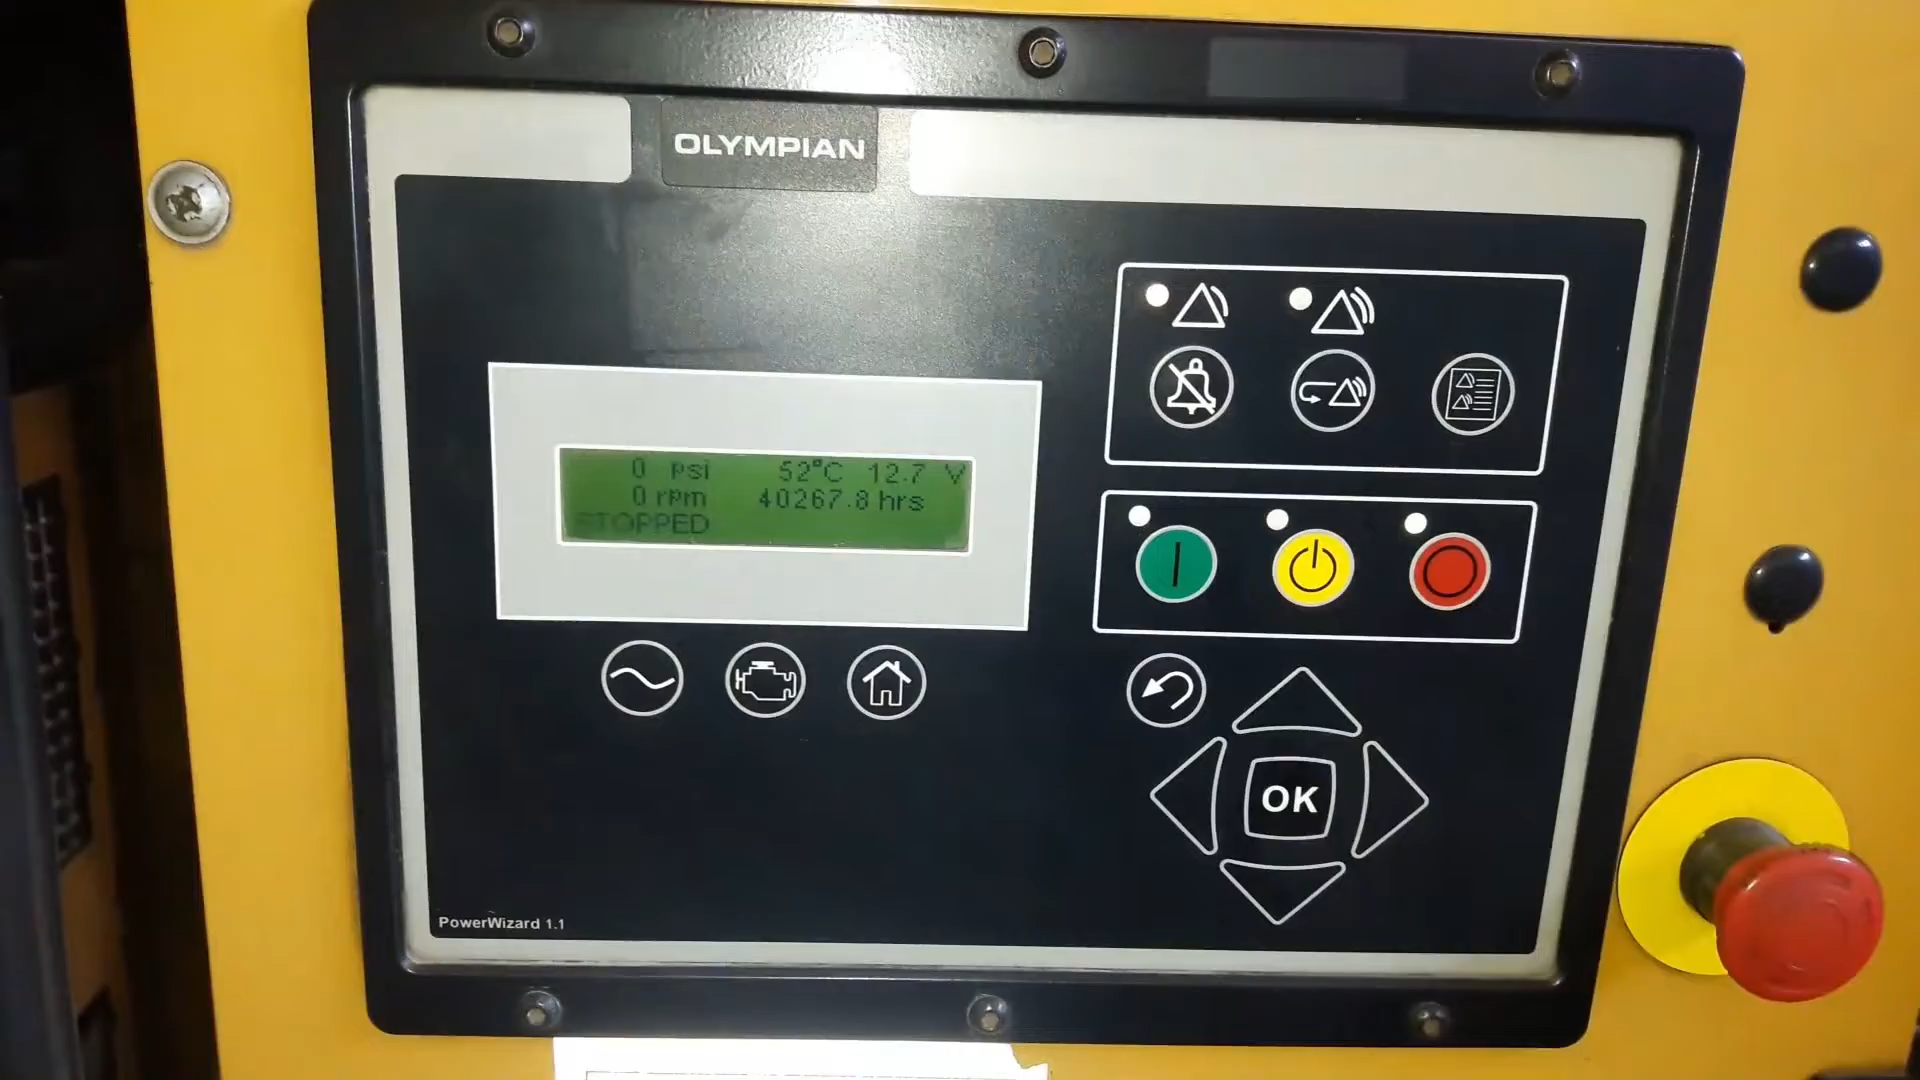 OLYMPIAN
0 psi 52°C 12.7 V
0 rpm 40267.8 hrs
STOPPED
OK
PowerWizard 1.1